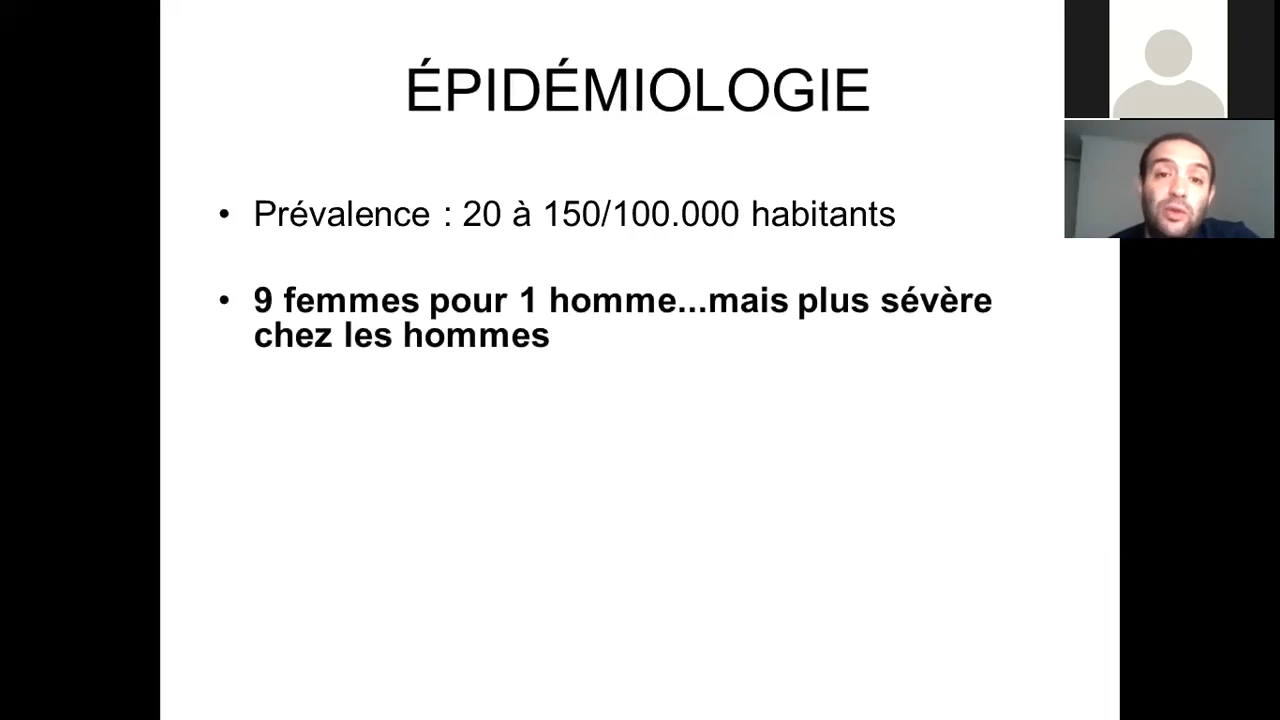 ÉPIDÉMIOLOGIE
• Prévalence : 20 à 150/100.000 habitants
• 9 femmes pour 1 homme...mais plus sévère
chez les hommes